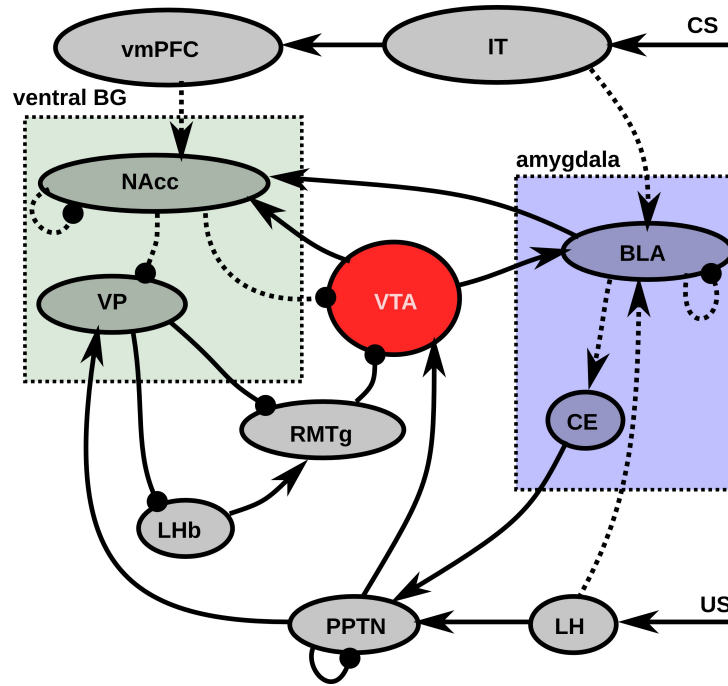 CS
vmPFC
IT
ventral BG
amygdala
NAcc
BLA
VP
VTA
CE
RMTg
LHb
US
PPTN
LH